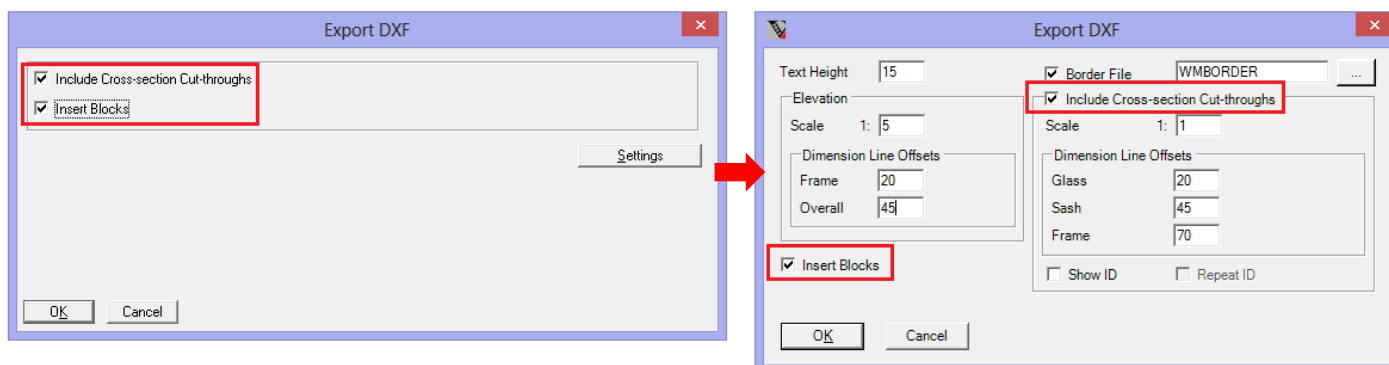 Export DXF
Include Cross-section Cut-throughs
Insert Blocks
Settings
OK Cancel
Export DXF
Text Height 15
Border File WMBORDER ...
Elevation
Scale 1: 5
Dimension Line Offsets
Frame 20
Overall 45
Include Cross-section Cut-throughs
Scale 1: 1
Dimension Line Offsets
Glass 20
Sash 45
Frame 70
Insert Blocks
Show ID Repeat ID
OK Cancel